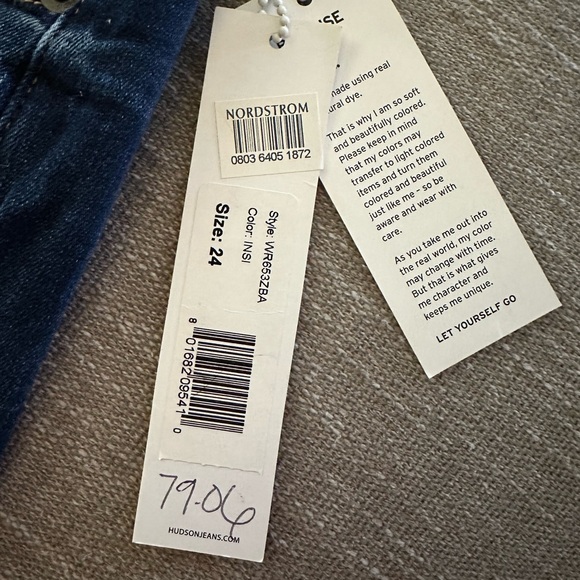 NORDSTROM
0803 6405 1872
Style: WR653ZBA
Color: INSI
Size: 24
8 01682 09541 0
79.06
HUDSONJEANS.COM
made using real
dye.
That is why I am so soft
and beautifully colored.
Please keep in mind
that my colors may
transfer to light colored
items and turn them
colored and beautiful
just like me – so be
aware and wear with
care.
As you take me out into
the real world, my color
may change with time.
But that is what gives
me character and
keeps me unique.
LET YOURSELF GO